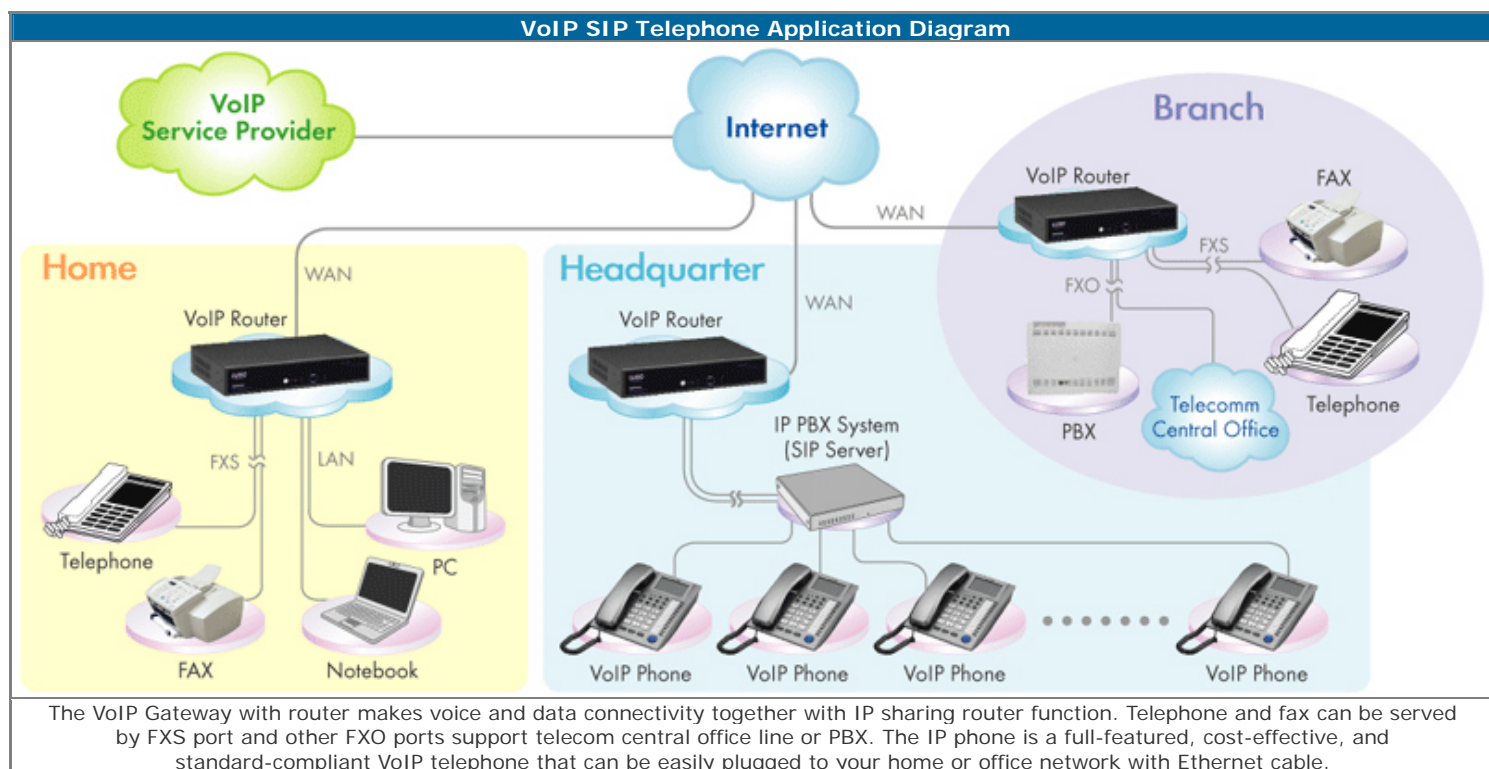 VoIP SIP Telephone Application Diagram
VoIP
Service Provider
Internet
Branch
VoIP Router
FAX
WAN
FXS
FXO
PBX
Telecomm
Central Office
Telephone
Home
WAN
VoIP Router
FXS
LAN
Telephone
PC
FAX
Notebook
Headquarter
WAN
VoIP Router
IP PBX System
(SIP Server)
VoIP Phone
VoIP Phone
VoIP Phone
VoIP Phone
The VoIP Gateway with router makes voice and data connectivity together with IP sharing router function. Telephone and fax can be served
by FXS port and other FXO ports support telecom central office line or PBX. The IP phone is a full-featured, cost-effective, and
standard-compliant VoIP telephone that can be easily plugged to your home or office network with Ethernet cable.